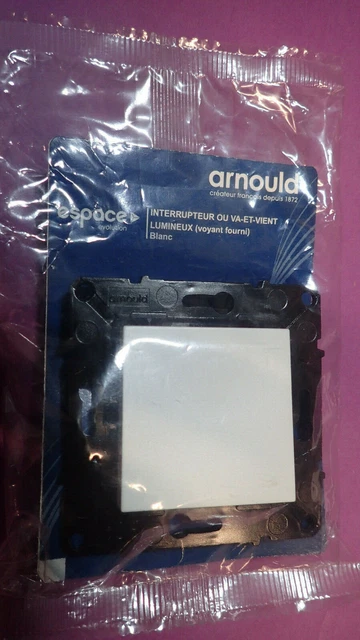 arnould
créateur français depuis 1872
espace
évolution
INTERRUPTEUR OU VA-ET-VIENT
LUMINEUX (voyant fourni)
Blanc
arnould